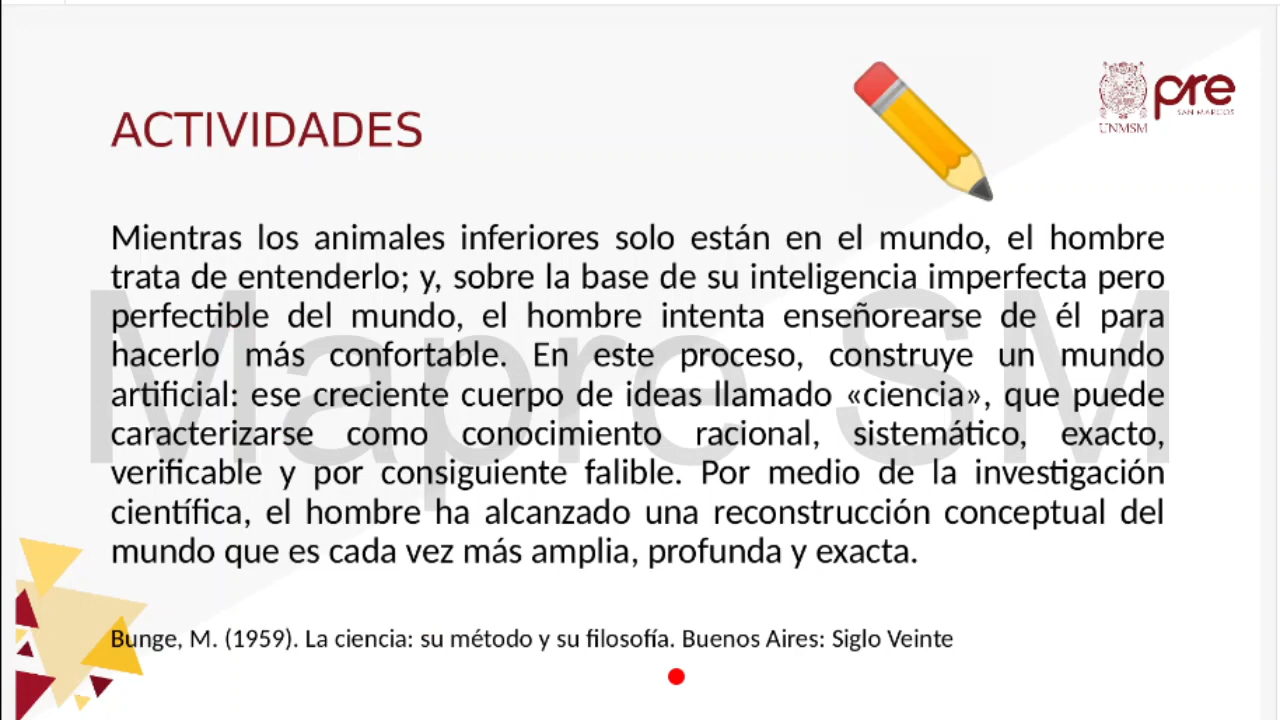 ACTIVIDADES
UNMSM
pre
SAN MARCOS
Mientras los animales inferiores solo están en el mundo, el hombre
trata de entenderlo; y, sobre la base de su inteligencia imperfecta pero
perfectible del mundo, el hombre intenta enseñorearse de él para
hacerlo más confortable. En este proceso, construye un mundo
artificial: ese creciente cuerpo de ideas llamado «ciencia», que puede
caracterizarse como conocimiento racional, sistemático, exacto,
verificable y por consiguiente falible. Por medio de la investigación
científica, el hombre ha alcanzado una reconstrucción conceptual del
mundo que es cada vez más amplia, profunda y exacta.
Mapre SM
Bunge, M. (1959). La ciencia: su método y su filosofía. Buenos Aires: Siglo Veinte